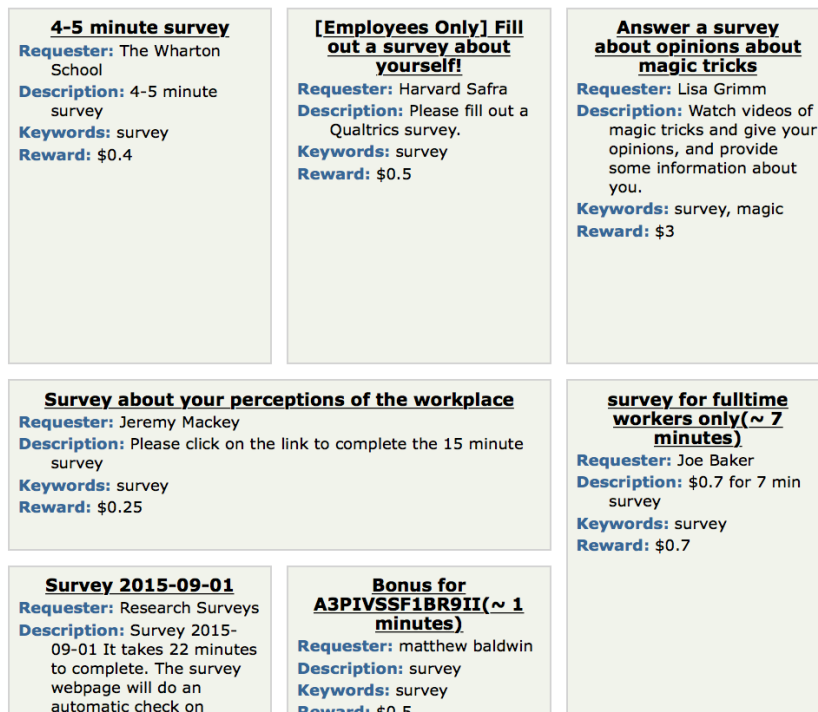 4-5 minute survey
Requester: The Wharton
School
Description: 4-5 minute
survey
Keywords: survey
Reward: $0.4
[Employees Only] Fill
out a survey about
yourself!
Requester: Harvard Safra
Description: Please fill out a
Qualtrics survey.
Keywords: survey
Reward: $0.5
Answer a survey
about opinions about
magic tricks
Requester: Lisa Grimm
Description: Watch videos of
magic tricks and give your
opinions, and provide
some information about
you.
Keywords: survey, magic
Reward: $3
Survey about your perceptions of the workplace
Requester: Jeremy Mackey
Description: Please click on the link to complete the 15 minute
survey
Keywords: survey
Reward: $0.25
survey for fulltime
workers only(~ 7
minutes)
Requester: Joe Baker
Description: $0.7 for 7 min
survey
Keywords: survey
Reward: $0.7
Survey 2015-09-01
Requester: Research Surveys
Description: Survey 2015-
09-01 It takes 22 minutes
to complete. The survey
webpage will do an
automatic check on
Bonus for
A3PIVSSF1BR9II(~ 1
minutes)
Requester: matthew baldwin
Description: survey
Keywords: survey
Reward: $0.5